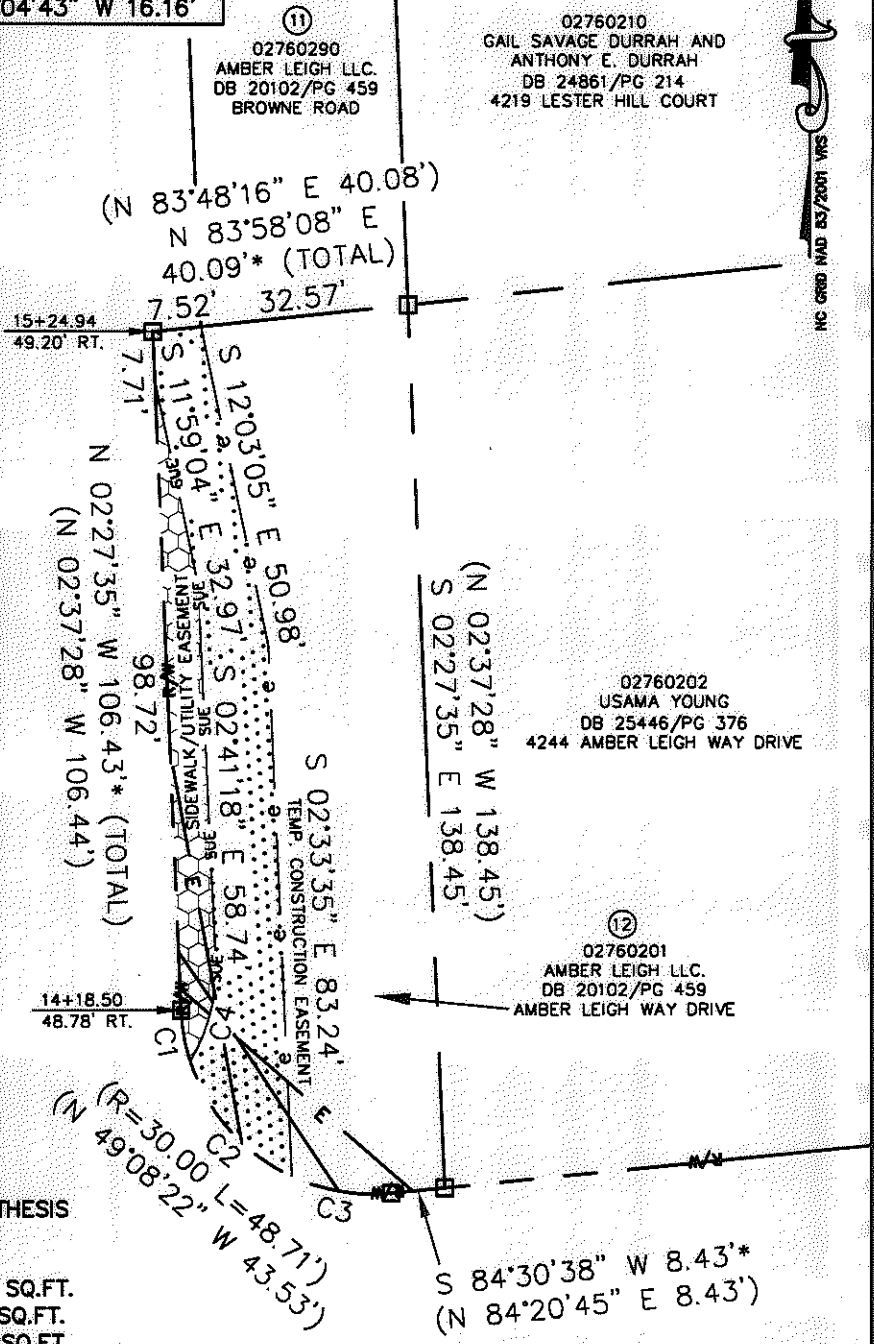 04'43" W 16.16'
11
02760290
AMBER LEIGH LLC.
DB 20102/PG 459
BROWNE ROAD
02760210
GAIL SAVAGE DURRAH AND
ANTHONY E. DURRAH
DB 24861/PG 214
4219 LESTER HILL COURT
NC GRID NAD 83/2001 VRS
(N 83°48'16" E 40.08')
N 83°58'08" E
40.09'* (TOTAL)
7.52'
32.57'
15+24.94
49.20' RT.
7.71'
S 11°59'04" E 32.97'
S 12°03'05" E 50.98'
SUE
e
e
e
e
e
e
e
SIDEWALK/UTILITY EASEMENT
SUE
SUE
SUE
SUE
R/W
98.72'
N 02°27'35" W 106.43'* (TOTAL)
(N 02°37'28" W 106.44')
S 02°41'18" E 58.74'
S 02°33'35" E 83.24'
TEMP. CONSTRUCTION EASEMENT
(N 02°37'28" W 138.45')
S 02°27'35" E 138.45'
02760202
USAMA YOUNG
DB 25446/PG 376
4244 AMBER LEIGH WAY DRIVE
12
02760201
AMBER LEIGH LLC.
DB 20102/PG 459
AMBER LEIGH WAY DRIVE
14+18.50
48.78' RT.
E
R/W
C1
C4
C2
E
C3
R/W
R/W
(R=30.00 L=48.71')
(N 49°08'22" W 43.53')
S 84°30'38" W 8.43'*
(N 84°20'45" E 8.43')
THESIS
SQ.FT.
SQ.FT.
SQ.FT.